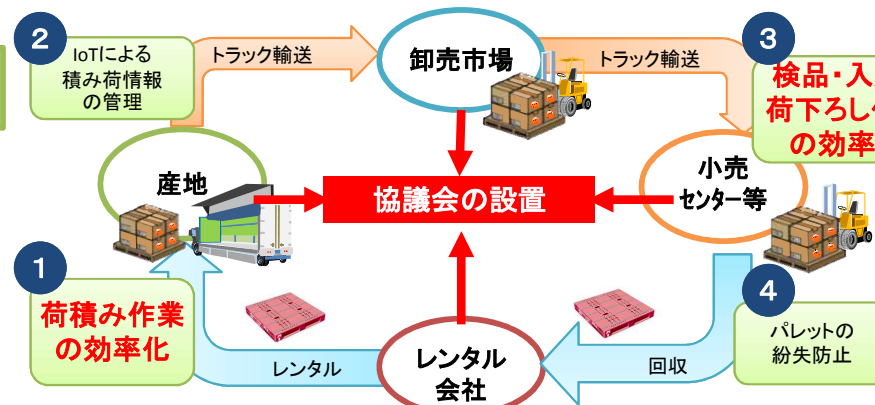 2
IoTによる
積み荷情報
の管理
トラック輸送
卸売市場
トラック輸送
3
検品・入
荷下ろし
の効率
産地
協議会の設置
小売
センター等
1
荷積み作業
の効率化
レンタル
レンタル
会社
回収
4
パレットの
紛失防止